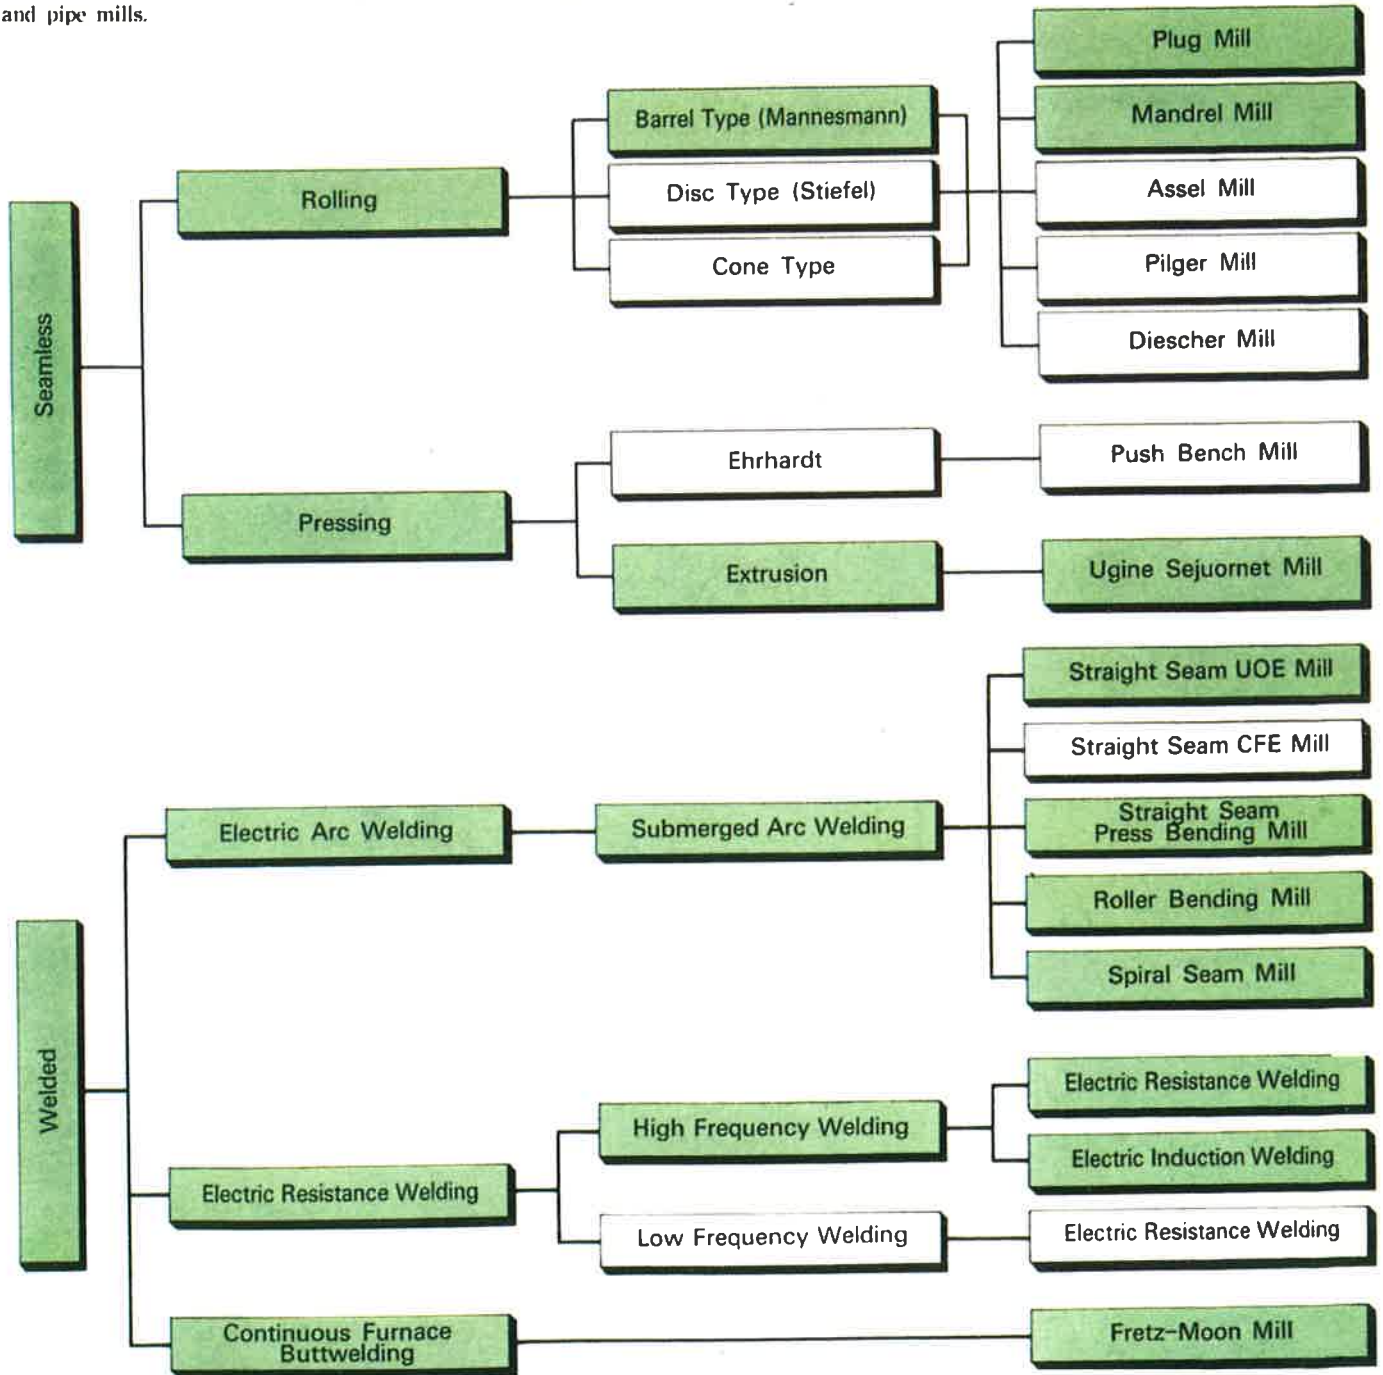 and pipe mills.
Seamless
Rolling
Barrel Type (Mannesmann)
Disc Type (Stiefel)
Cone Type
Plug Mill
Mandrel Mill
Assel Mill
Pilger Mill
Diescher Mill
Pressing
Ehrhardt
Push Bench Mill
Extrusion
Ugine Sejuornet Mill
Welded
Electric Arc Welding
Submerged Arc Welding
Straight Seam UOE Mill
Straight Seam CFE Mill
Straight Seam
Press Bending Mill
Roller Bending Mill
Spiral Seam Mill
Electric Resistance Welding
High Frequency Welding
Electric Resistance Welding
Electric Induction Welding
Low Frequency Welding
Electric Resistance Welding
Continuous Furnace
Buttwelding
Fretz-Moon Mill